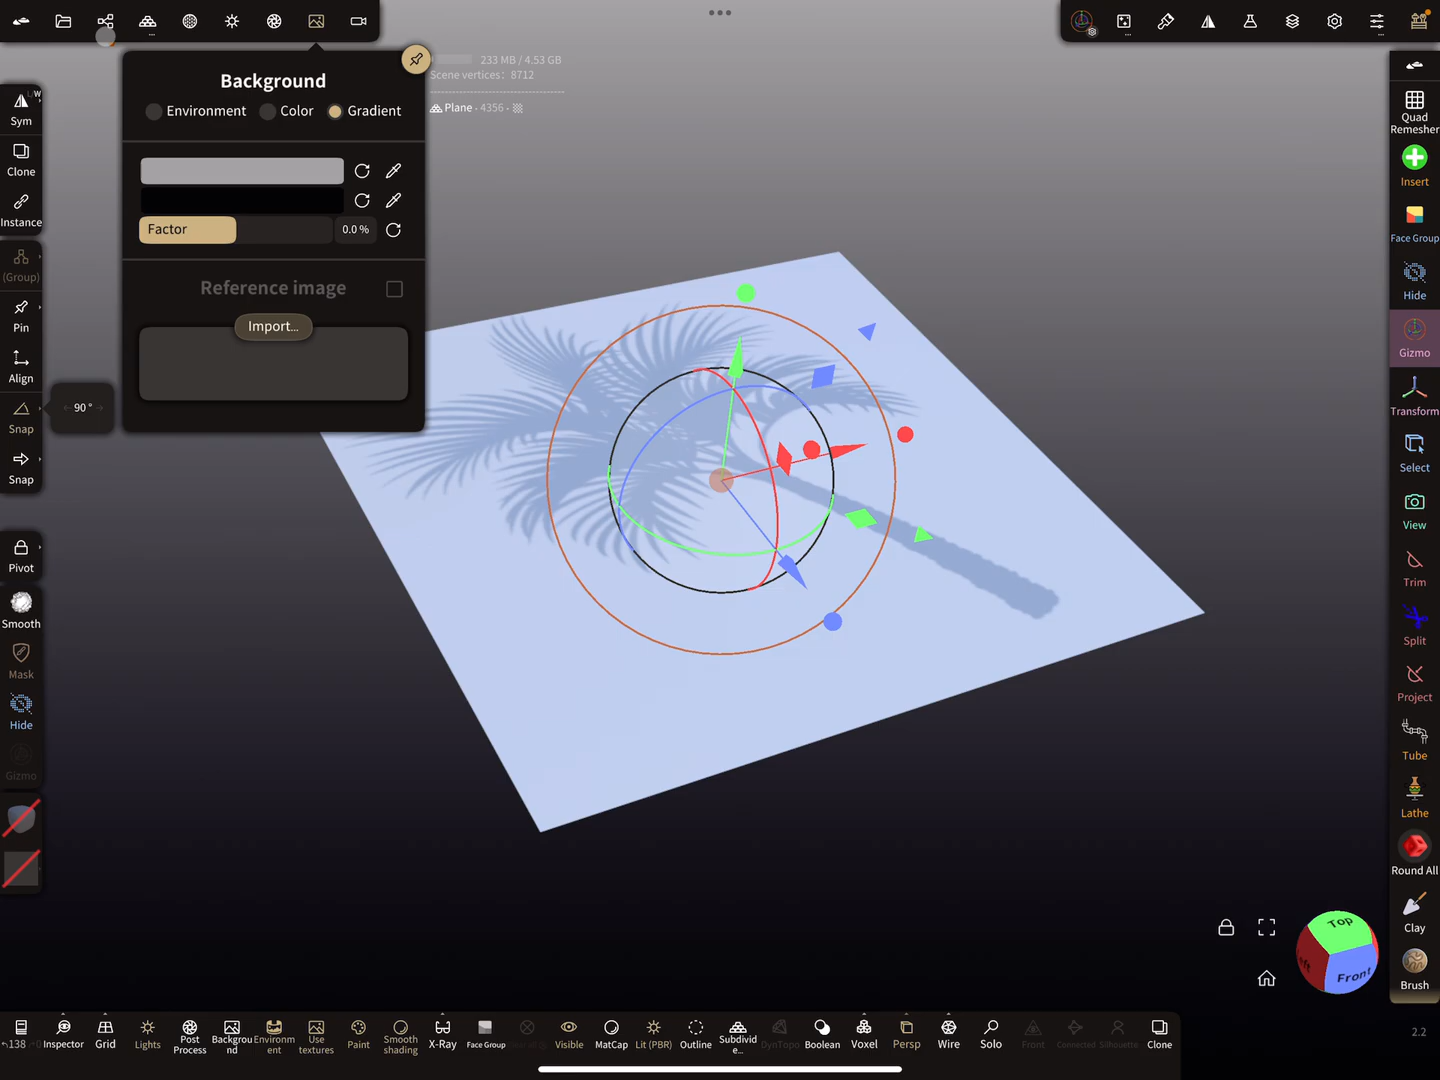 233 MB / 4.53 GB
Scene vertices: 8712
Plane - 4356 -
Background
Environment
Color
Gradient
Factor
0.0 %
Reference image
Import...
Sym
Clone
Instance
(Group)
Pin
Align
90 °
Snap
Snap
Pivot
Smooth
Mask
Hide
Gizmo
Quad
Remesher
Insert
Face Group
Hide
Gizmo
Transform
Select
View
Trim
Split
Project
Tube
Lathe
Round All
Clay
Brush
Top
Front
2.2
138
Inspector
Grid
Lights
Post
Process
Backgrou
nd
Environm
ent
Use
textures
Paint
Smooth
shading
X-Ray
Face Group
Visible
MatCap
Lit (PBR)
Outline
Subdivid
e...
DynTopo
Boolean
Voxel
Persp
Wire
Solo
Front
Connected
Silhouette
Clone